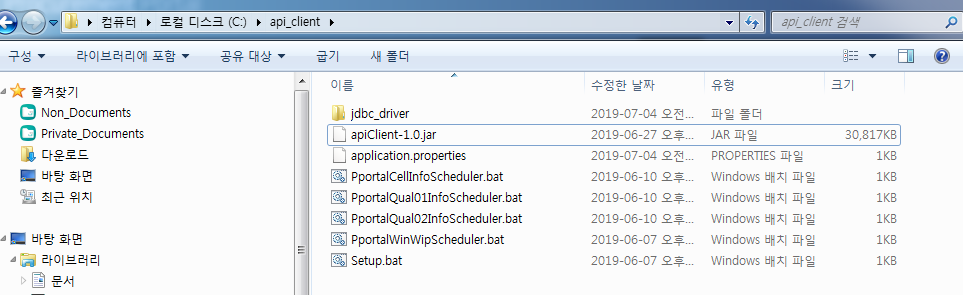 컴퓨터 ▸ 로컬 디스크 (C:) ▸ api_client ▸ api_client 검색
구성 라이브러리에 포함 공유 대상 굽기 새 폴더
이름 수정한 날짜 유형 크기
즐겨찾기
Non_Documents
Private_Documents
다운로드
바탕 화면
최근 위치
바탕 화면
라이브러리
문서
jdbc_driver 2019-07-04 오전... 파일 폴더
apiClient-1.0.jar 2019-06-27 오후... JAR 파일 30,817KB
application.properties 2019-07-04 오전... PROPERTIES 파일 1KB
PportalCellInfoScheduler.bat 2019-06-10 오후... Windows 배치 파일 1KB
PportalQual01InfoScheduler.bat 2019-06-10 오후... Windows 배치 파일 1KB
PportalQual02InfoScheduler.bat 2019-06-10 오후... Windows 배치 파일 1KB
PportalWinWipScheduler.bat 2019-06-07 오후... Windows 배치 파일 1KB
Setup.bat 2019-06-07 오후... Windows 배치 파일 1KB